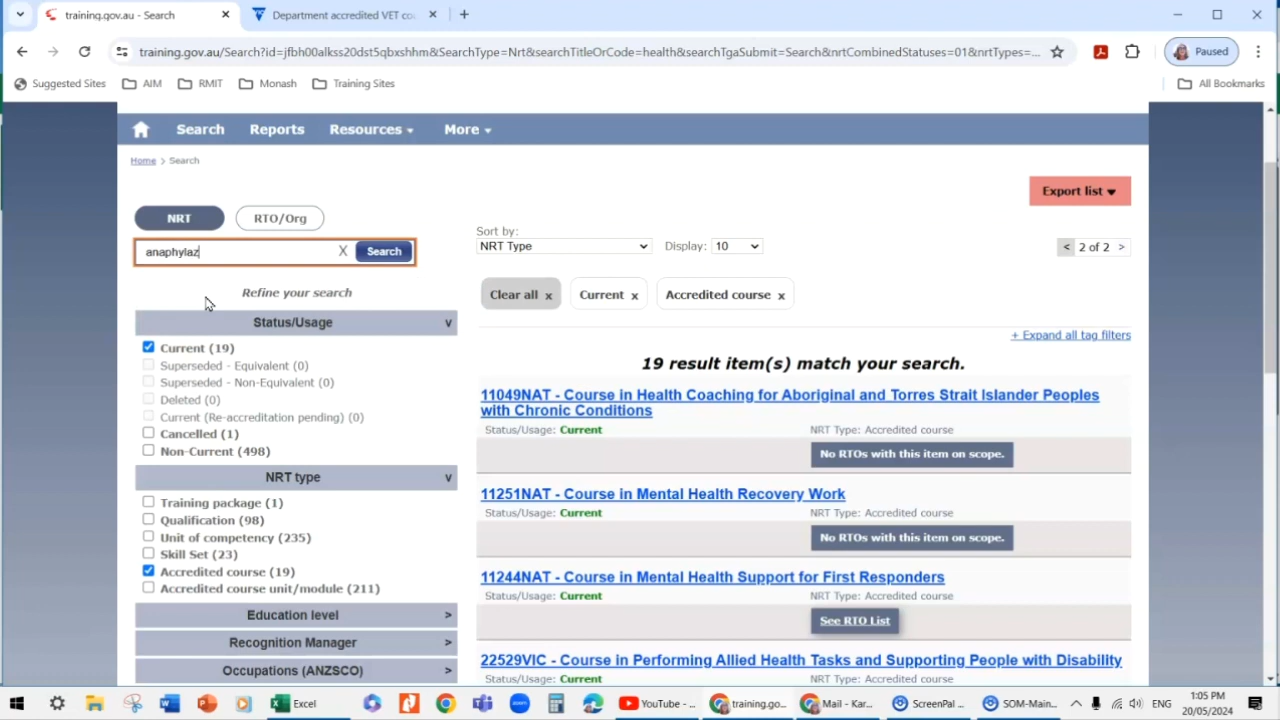 training.gov.au - Search
Department accredited VET cou
training.gov.au/Search?id=jfbh00alkss20dst5qbxshhm&SearchType=Nrt&searchTitleOrCode=health&searchTgaSubmit=Search&nrtCombinedStatuses=01&nrtTypes=...
Paused
Suggested Sites
AIM
RMIT
Monash
Training Sites
All Bookmarks
Search
Reports
Resources
More
Home > Search
Export list
NRT
RTO/Org
Sort by:
NRT Type
Display: 10
< 2 of 2 >
anaphylaz
X
Search
Refine your search
Clear all x
Current x
Accredited course x
Status/Usage v
+ Expand all tag filters
Current (19)
Superseded - Equivalent (0)
Superseded - Non-Equivalent (0)
Deleted (0)
Current (Re-accreditation pending) (0)
Cancelled (1)
Non-Current (498)
NRT type v
Training package (1)
Qualification (98)
Unit of competency (235)
Skill Set (23)
Accredited course (19)
Accredited course unit/module (211)
Education level >
Recognition Manager >
Occupations (ANZSCO) >
19 result item(s) match your search.
11049NAT - Course in Health Coaching for Aboriginal and Torres Strait Islander Peoples
with Chronic Conditions
Status/Usage: Current
NRT Type: Accredited course
No RTOs with this item on scope.
11251NAT - Course in Mental Health Recovery Work
Status/Usage: Current
NRT Type: Accredited course
No RTOs with this item on scope.
11244NAT - Course in Mental Health Support for First Responders
Status/Usage: Current
NRT Type: Accredited course
See RTO List
22529VIC - Course in Performing Allied Health Tasks and Supporting People with Disability
Excel
YouTube - ...
training.go...
Mail - Kar...
ScreenPal ...
SOM-Main...
ENG
1:05 PM
20/05/2024